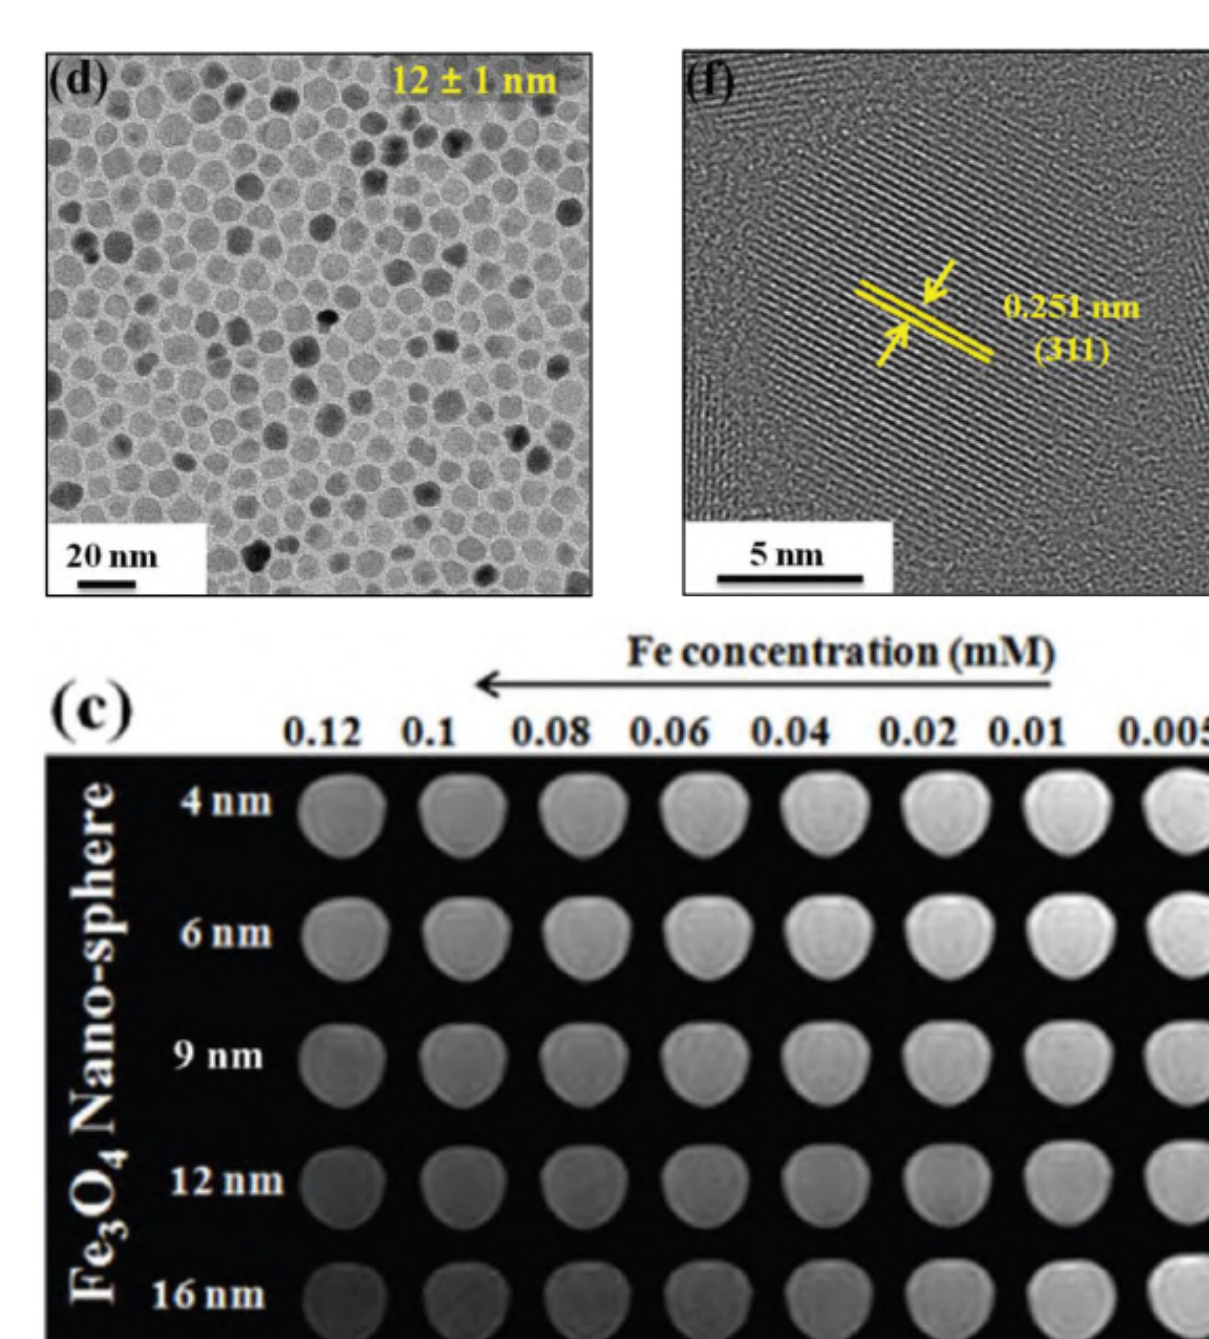 (d)
12 ± 1 nm
20 nm
(f)
0.251 nm
(311)
5 nm
Fe concentration (mM)
(c)
0.12 0.1 0.08 0.06 0.04 0.02 0.01 0.005
Fe₃O₄ Nano-sphere
4 nm
6 nm
9 nm
12 nm
16 nm